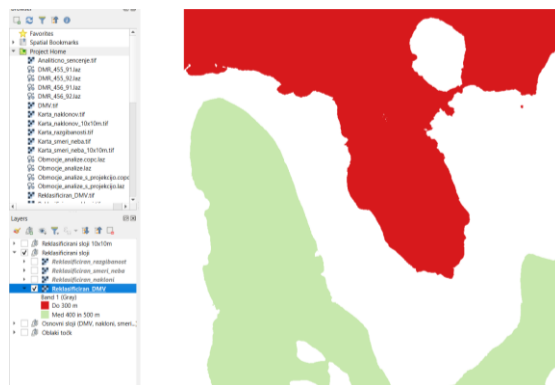 Favorites
Spatial Bookmarks
Project Home
Analiticno_sencenje.tif
DMR_455_91.laz
DMR_455_92.laz
DMR_456_91.laz
DMR_456_92.laz
DMV.tif
Karta_naklonov.tif
Karta_naklonov_10x10m.tif
Karta_razgibanosti.tif
Karta_smeri_neba.tif
Karta_smeri_neba_10x10m.tif
Obmocje_analize.copc.laz
Obmocje_analize.laz
Obmocje_analize_s_projekcijo.copc
Obmocje_analize_s_projekcijo.laz
Reklasificiran_DMV.tif
Layers
Reklasificirani sloji 10x10m
Reklasificirani sloji
Reklasificiran_razgibanost
Reklasificiran_smeri_neba
Reklasificiran_nakloni
Reklasificiran_DMV
Band 1 (Gray)
Do 300 m
Med 400 in 500 m
Osnovni sloji (DMV, nakloni, smeri...
Oblaki točk